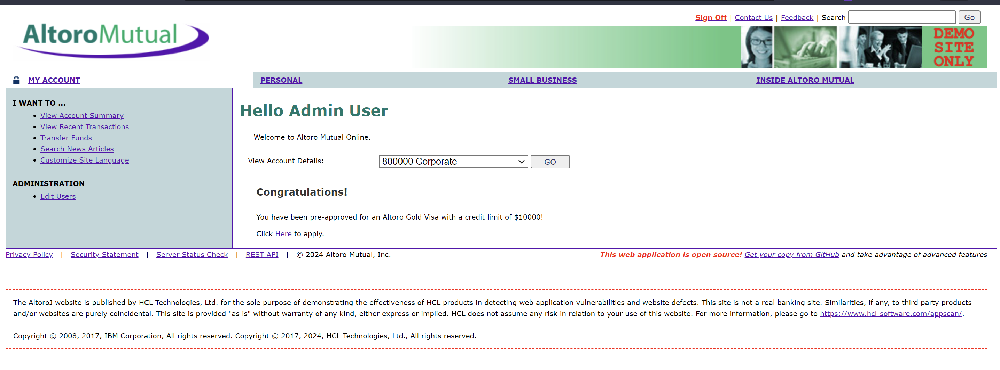 Sign Off | Contact Us | Feedback | Search Go
AltoroMutual
DEMO
SITE
ONLY
MY ACCOUNT
PERSONAL
SMALL BUSINESS
INSIDE ALTORO MUTUAL
I WANT TO ...
View Account Summary
View Recent Transactions
Transfer Funds
Search News Articles
Customize Site Language
ADMINISTRATION
Edit Users
Hello Admin User
Welcome to Altoro Mutual Online.
View Account Details: 800000 Corporate GO
Congratulations!
You have been pre-approved for an Altoro Gold Visa with a credit limit of $10000!
Click Here to apply.
Privacy Policy | Security Statement | Server Status Check | REST API | © 2024 Altoro Mutual, Inc.
This web application is open source! Get your copy from GitHub and take advantage of advanced features
The AltoroJ website is published by HCL Technologies, Ltd. for the sole purpose of demonstrating the effectiveness of HCL products in detecting web application vulnerabilities and website defects. This site is not a real banking site. Similarities, if any, to third party products
and/or websites are purely coincidental. This site is provided "as is" without warranty of any kind, either express or implied. HCL does not assume any risk in relation to your use of this website. For more information, please go to https://www.hcl-software.com/appscan/.
Copyright © 2008, 2017, IBM Corporation, All rights reserved. Copyright © 2017, 2024, HCL Technologies, Ltd., All rights reserved.